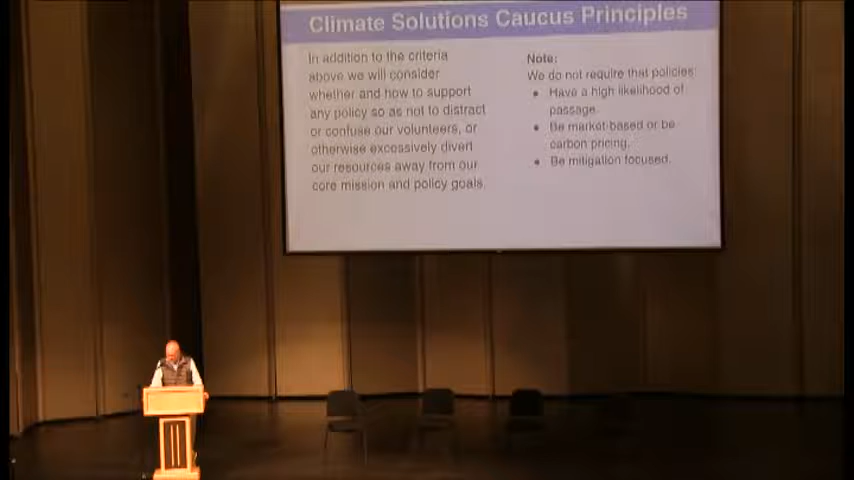 Climate Solutions Caucus Principles
In addition to the criteria
above we will consider
whether and how to support
any policy so as not to distract
or confuse our volunteers, or
otherwise excessively divert
our resources away from our
core mission and policy goals.
Note:
We do not require that policies:
● Have a high likelihood of
passage.
● Be market-based or be
carbon pricing.
● Be mitigation focused.